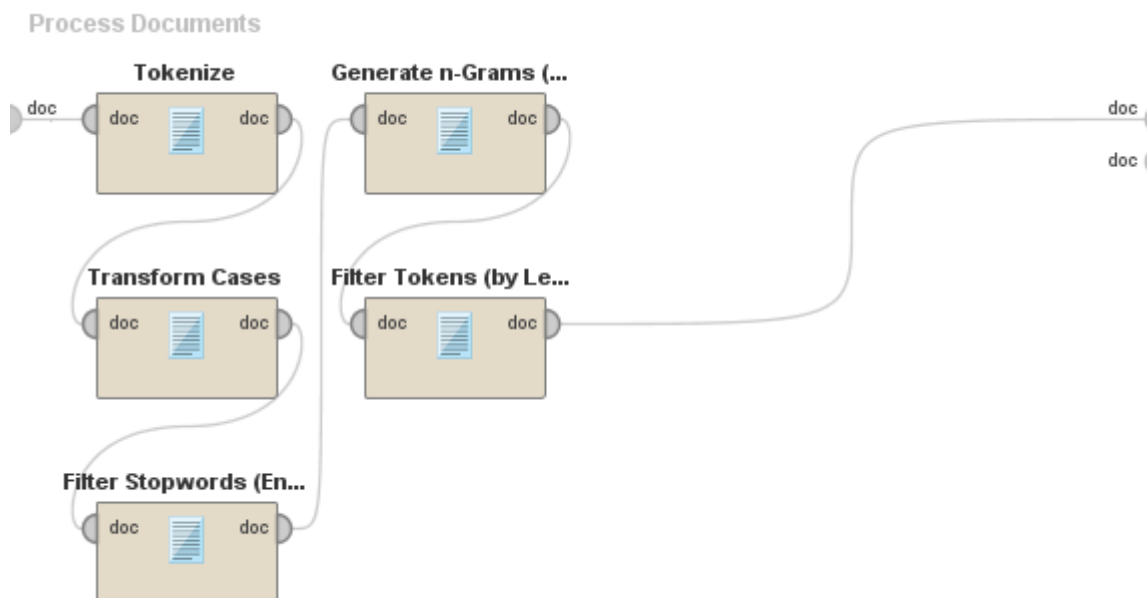 Process Documents
Tokenize Generate n-Grams (...
doc doc doc doc doc doc
doc
Transform Cases Filter Tokens (by Le...
doc doc doc doc
Filter Stopwords (En...
doc doc